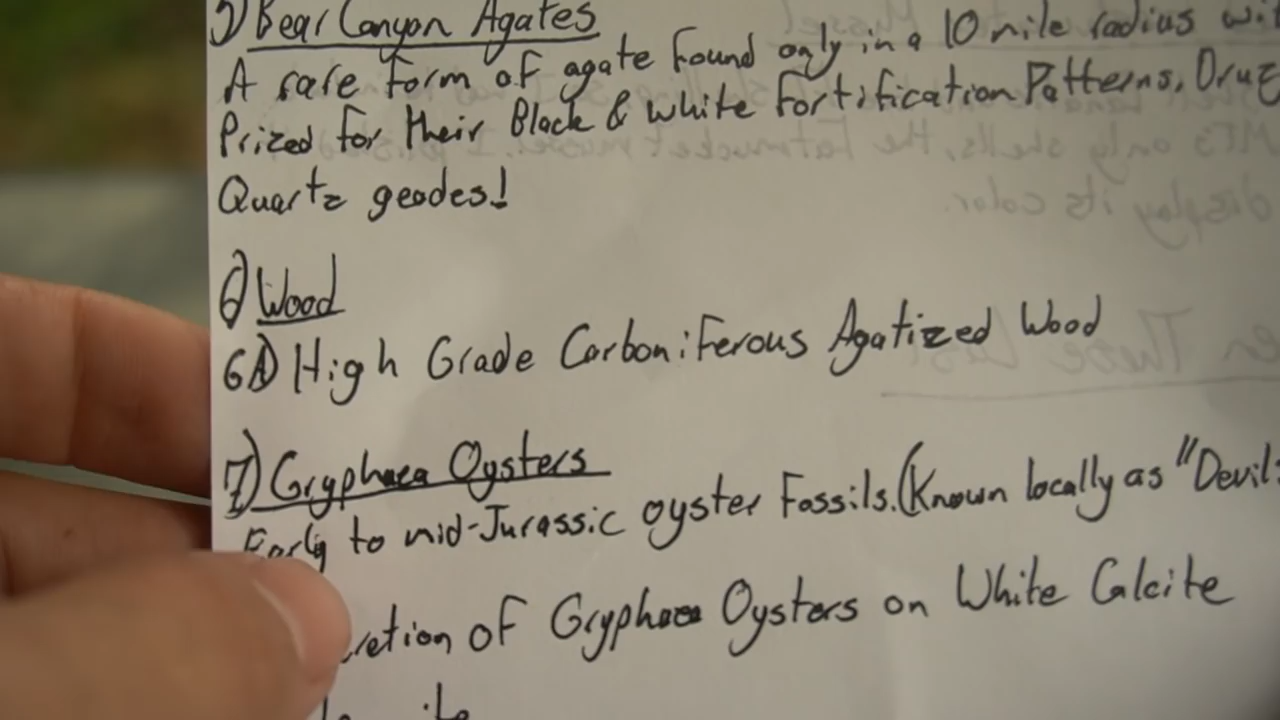 5) Bear Canyon Agates
A rare form of agate found only in a 10 mile radius
Prized for their Black & White Fortification Patterns,
Quartz geodes!
6) Wood
6A) High Grade Carboniferous Agatized Wood
7) Gryphaea Oysters
Early to mid-Jurassic oyster Fossils. (Known locally as "Devil
of Gryphaea Oysters on White Calcite